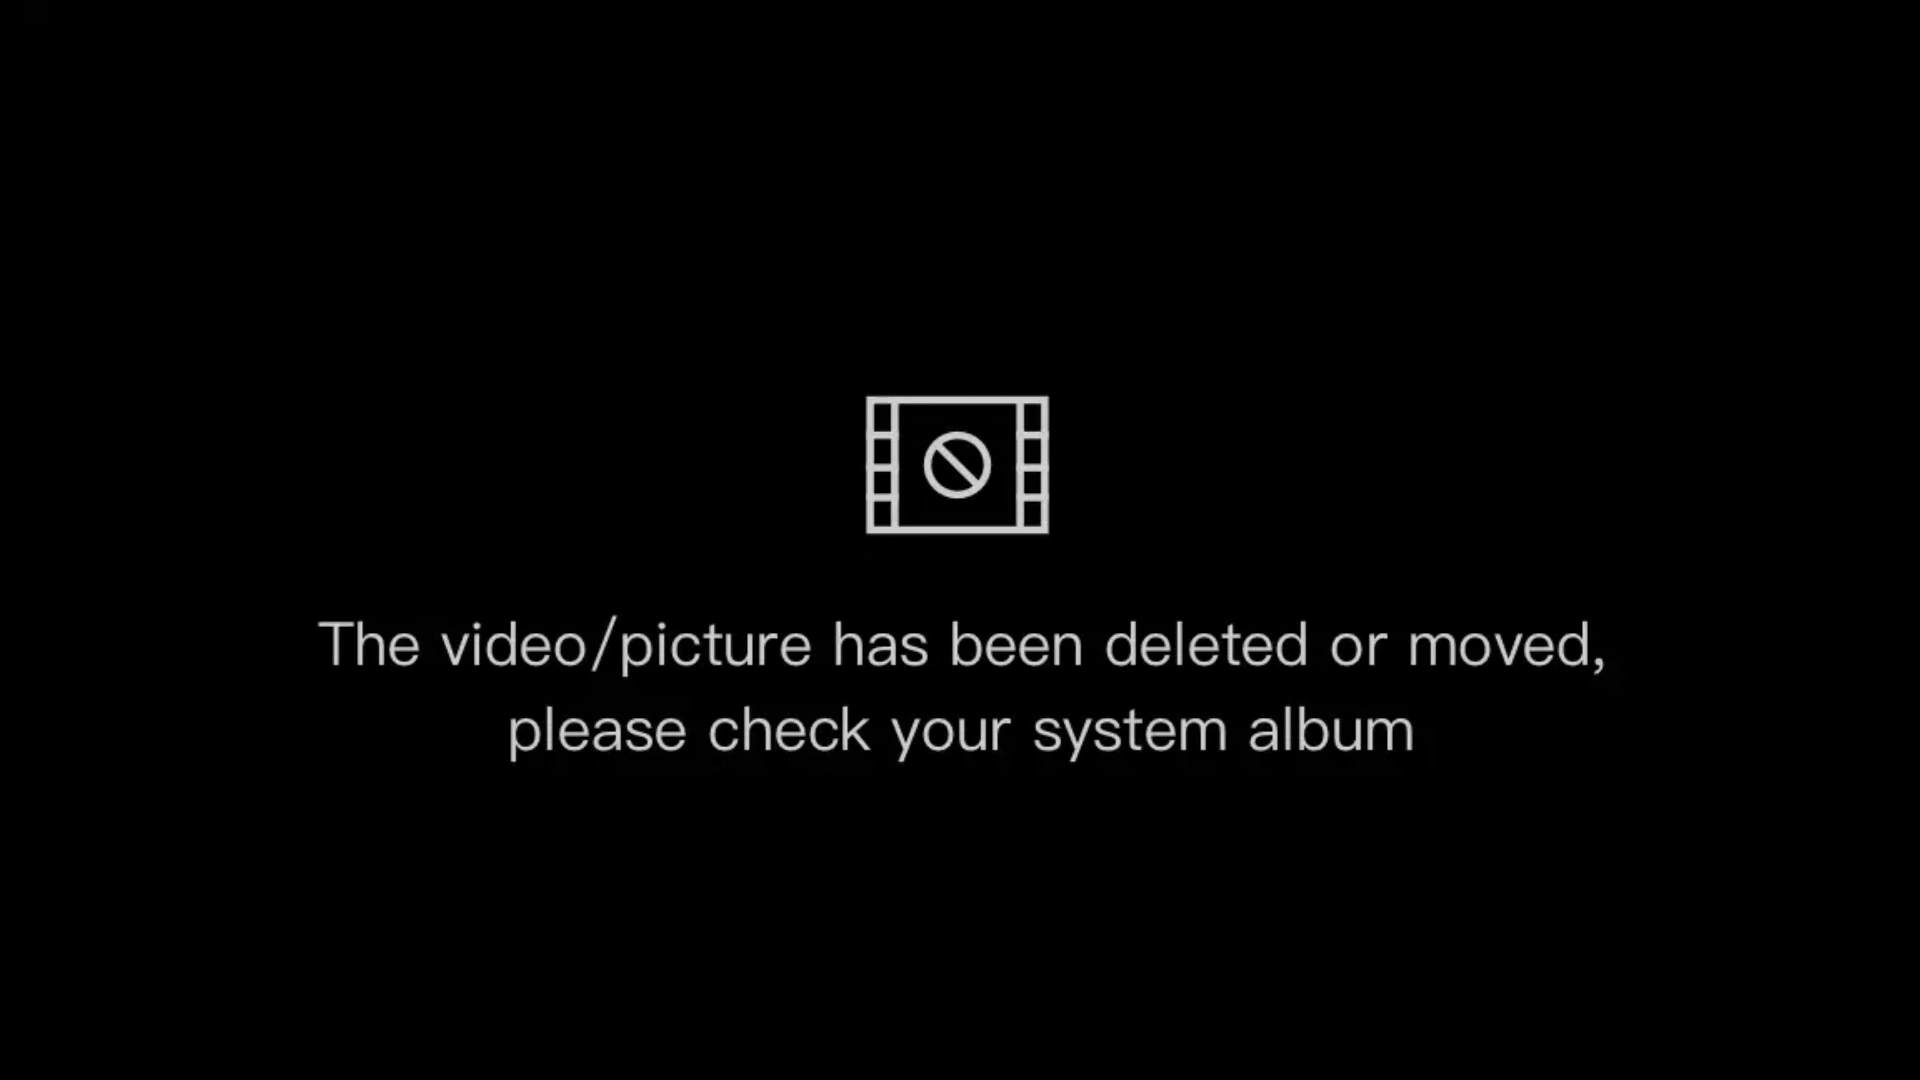 The video/picture has been deleted or moved,
please check your system album